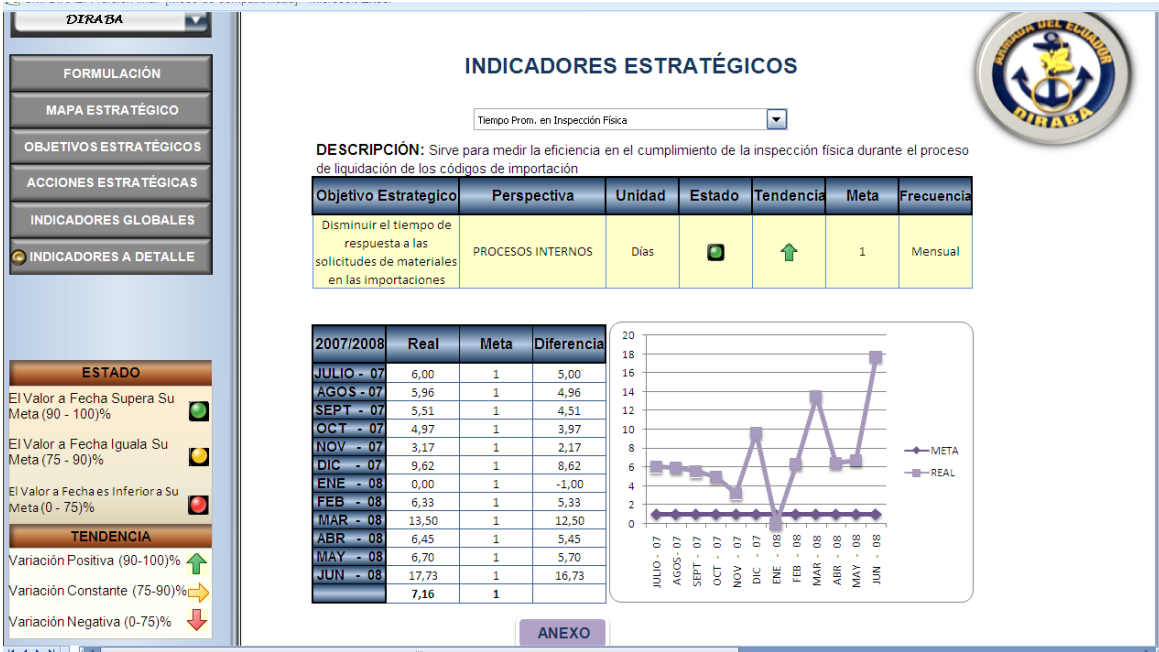 DIRABA
FORMULACIÓN
MAPA ESTRATÉGICO
OBJETIVOS ESTRATÉGICOS
ACCIONES ESTRATÉGICAS
INDICADORES GLOBALES
INDICADORES A DETALLE
ESTADO
El Valor a Fecha Supera Su
Meta (90 - 100)%
El Valor a Fecha Iguala Su
Meta (75 - 90)%
El Valor a Fecha es Inferior a Su
Meta (0 - 75)%
TENDENCIA
Variación Positiva (90-100)%
Variación Constante (75-90)%
Variación Negativa (0-75)%
INDICADORES ESTRATÉGICOS
ARMADA DEL ECUADOR
DIRABA
Tiempo Prom. en Inspección Física
DESCRIPCIÓN: Sirve para medir la eficiencia en el cumplimiento de la inspección física durante el proceso
de liquidación de los códigos de importación
Objetivo Estrategico Perspectiva Unidad Estado Tendencia Meta Frecuencia
Disminuir el tiempo de
respuesta a las
solicitudes de materiales
en las importaciones
PROCESOS INTERNOS Días 1 Mensual
2007/2008 Real Meta Diferencia
JULIO - 07 6,00 1 5,00
AGOS - 07 5,96 1 4,96
SEPT - 07 5,51 1 4,51
OCT - 07 4,97 1 3,97
NOV - 07 3,17 1 2,17
DIC - 07 9,62 1 8,62
ENE - 08 0,00 1 -1,00
FEB - 08 6,33 1 5,33
MAR - 08 13,50 1 12,50
ABR - 08 6,45 1 5,45
MAY - 08 6,70 1 5,70
JUN - 08 17,73 1 16,73
7,16 1
20
18
16
14
12
10
8
6
4
2
0
JULIO - 07
AGOS- 07
SEPT - 07
OCT - 07
NOV - 07
DIC - 07
ENE - 08
FEB - 08
MAR - 08
ABR - 08
MAY - 08
JUN - 08
META
REAL
ANEXO